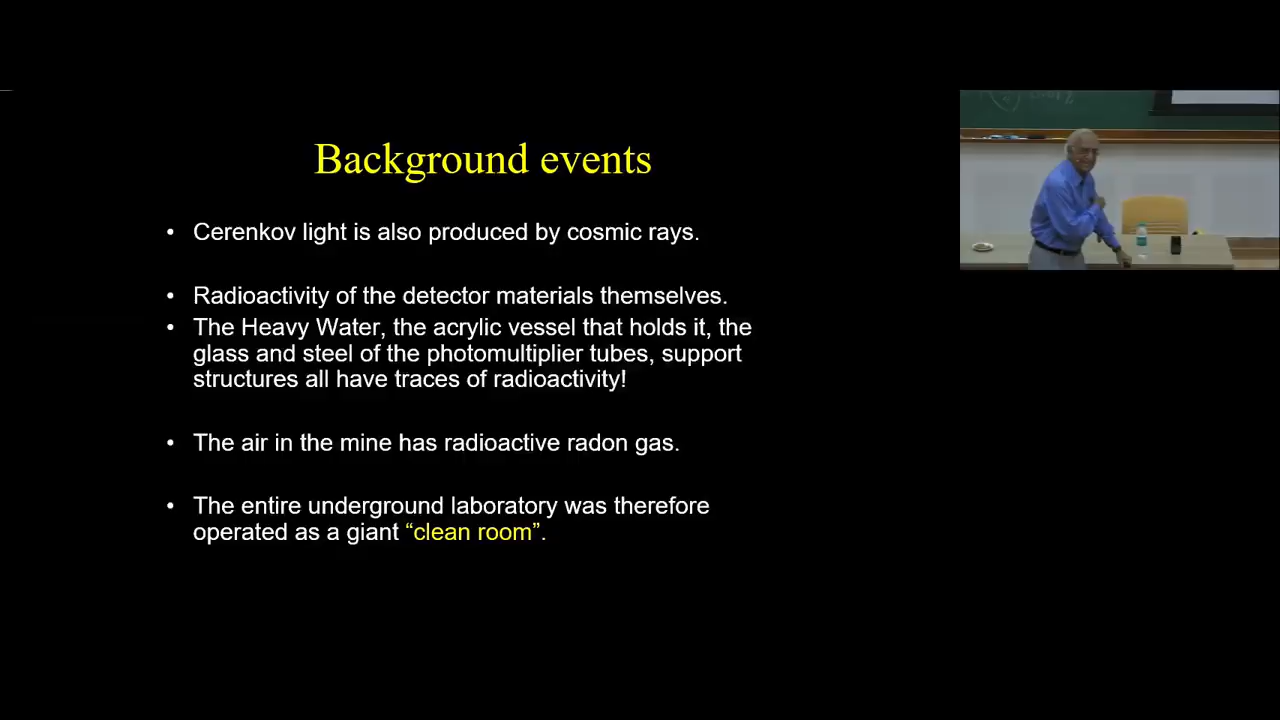 Background events
• Cerenkov light is also produced by cosmic rays.
• Radioactivity of the detector materials themselves.
• The Heavy Water, the acrylic vessel that holds it, the
glass and steel of the photomultiplier tubes, support
structures all have traces of radioactivity!
• The air in the mine has radioactive radon gas.
• The entire underground laboratory was therefore
operated as a giant “clean room”.